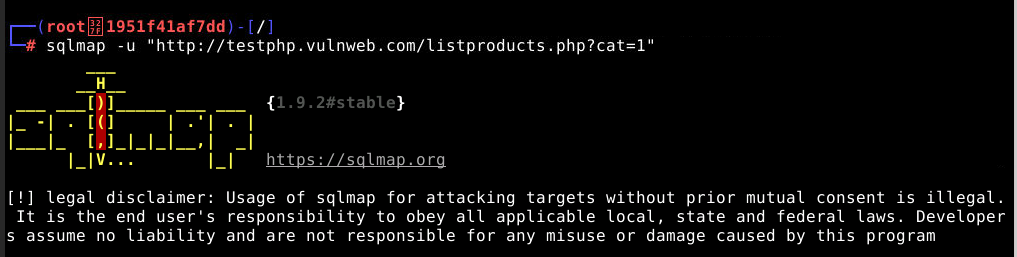 ┌──(root㉿1951f41af7dd)-[/]
└─# sqlmap -u "http://testphp.vulnweb.com/listproducts.php?cat=1"
        ___
       __H__
 ___ ___[)]_____ ___ ___  {1.9.2#stable}
|_ -| . [(]     | .'| . |
|___|_  [,]_|_|_|__,|  _|
      |_|V...       |_|   https://sqlmap.org
[!] legal disclaimer: Usage of sqlmap for attacking targets without prior mutual consent is illegal.
 It is the end user's responsibility to obey all applicable local, state and federal laws. Developer
s assume no liability and are not responsible for any misuse or damage caused by this program